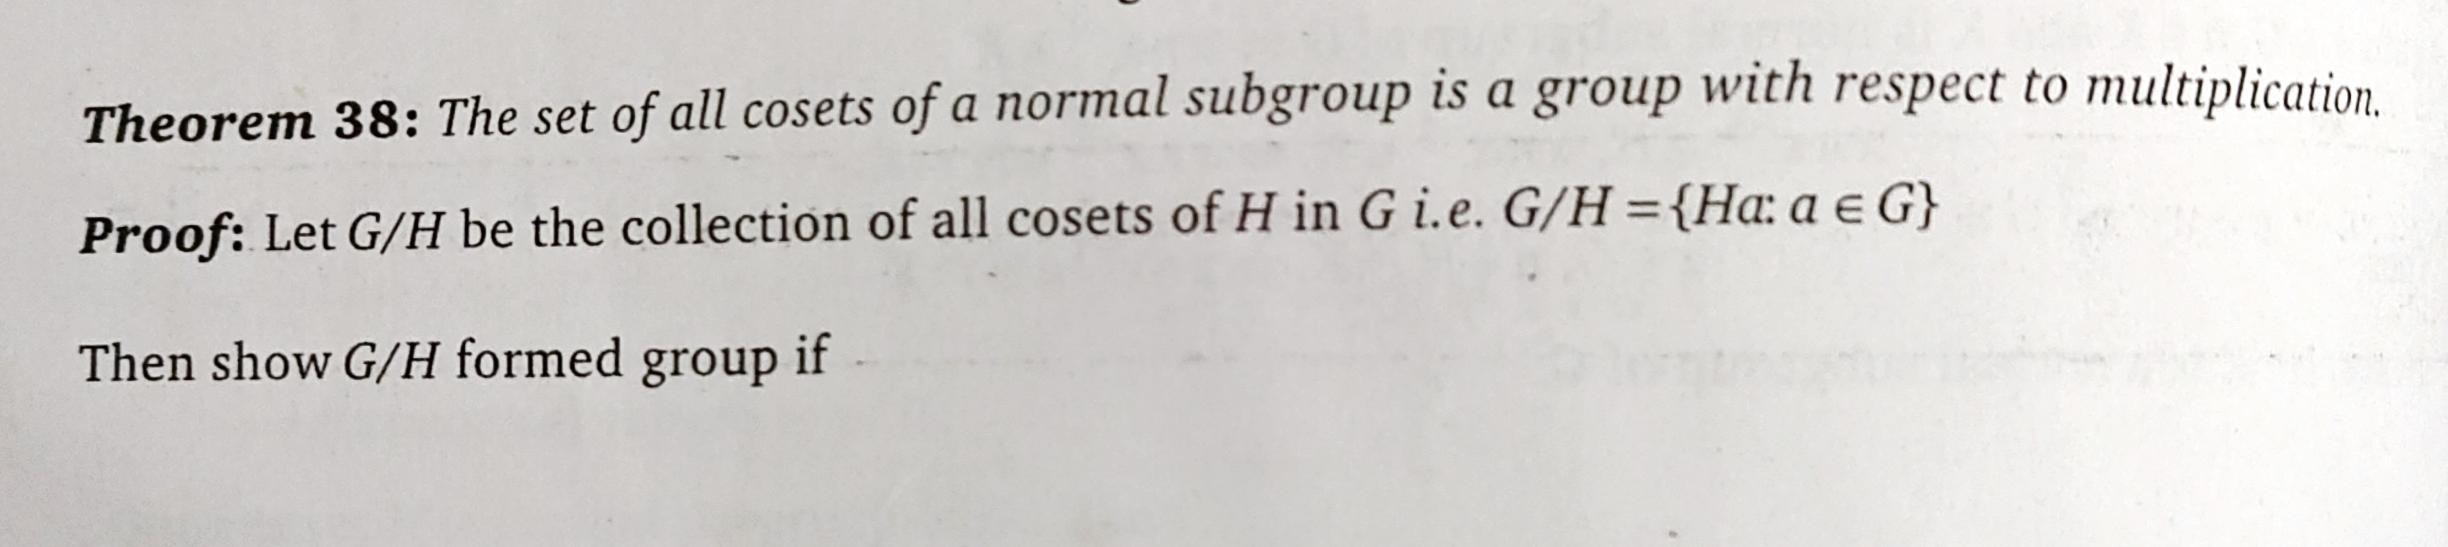 Theorem 38: The set of all cosets of a normal subgroup is a group with respect to multiplication.
Proof: Let G/H be the collection of all cosets of H in G i.e. G/H = {Ha: a ∈ G}
Then show G/H formed group if